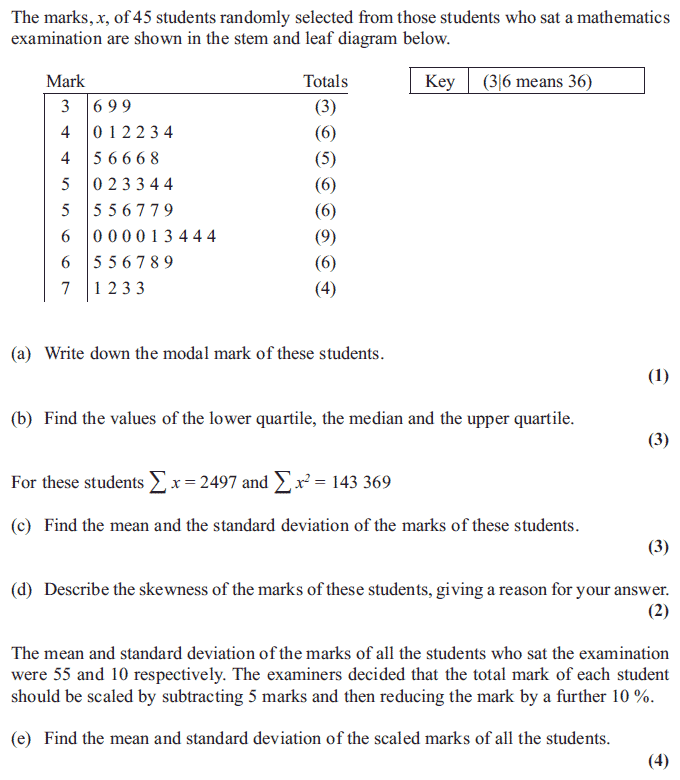 The marks, x, of 45 students randomly selected from those students who sat a mathematics
examination are shown in the stem and leaf diagram below.
Mark Totals
Key (3|6 means 36)
3 6 9 9 (3)
4 0 1 2 2 3 4 (6)
4 5 6 6 6 8 (5)
5 0 2 3 3 4 4 (6)
5 5 5 6 7 7 9 (6)
6 0 0 0 0 1 3 4 4 4 (9)
6 5 5 6 7 8 9 (6)
7 1 2 3 3 (4)
(a) Write down the modal mark of these students.
(1)
(b) Find the values of the lower quartile, the median and the upper quartile.
(3)
For these students ∑ x = 2497 and ∑ x² = 143 369
(c) Find the mean and the standard deviation of the marks of these students.
(3)
(d) Describe the skewness of the marks of these students, giving a reason for your answer.
(2)
The mean and standard deviation of the marks of all the students who sat the examination
were 55 and 10 respectively. The examiners decided that the total mark of each student
should be scaled by subtracting 5 marks and then reducing the mark by a further 10 %.
(e) Find the mean and standard deviation of the scaled marks of all the students.
(4)